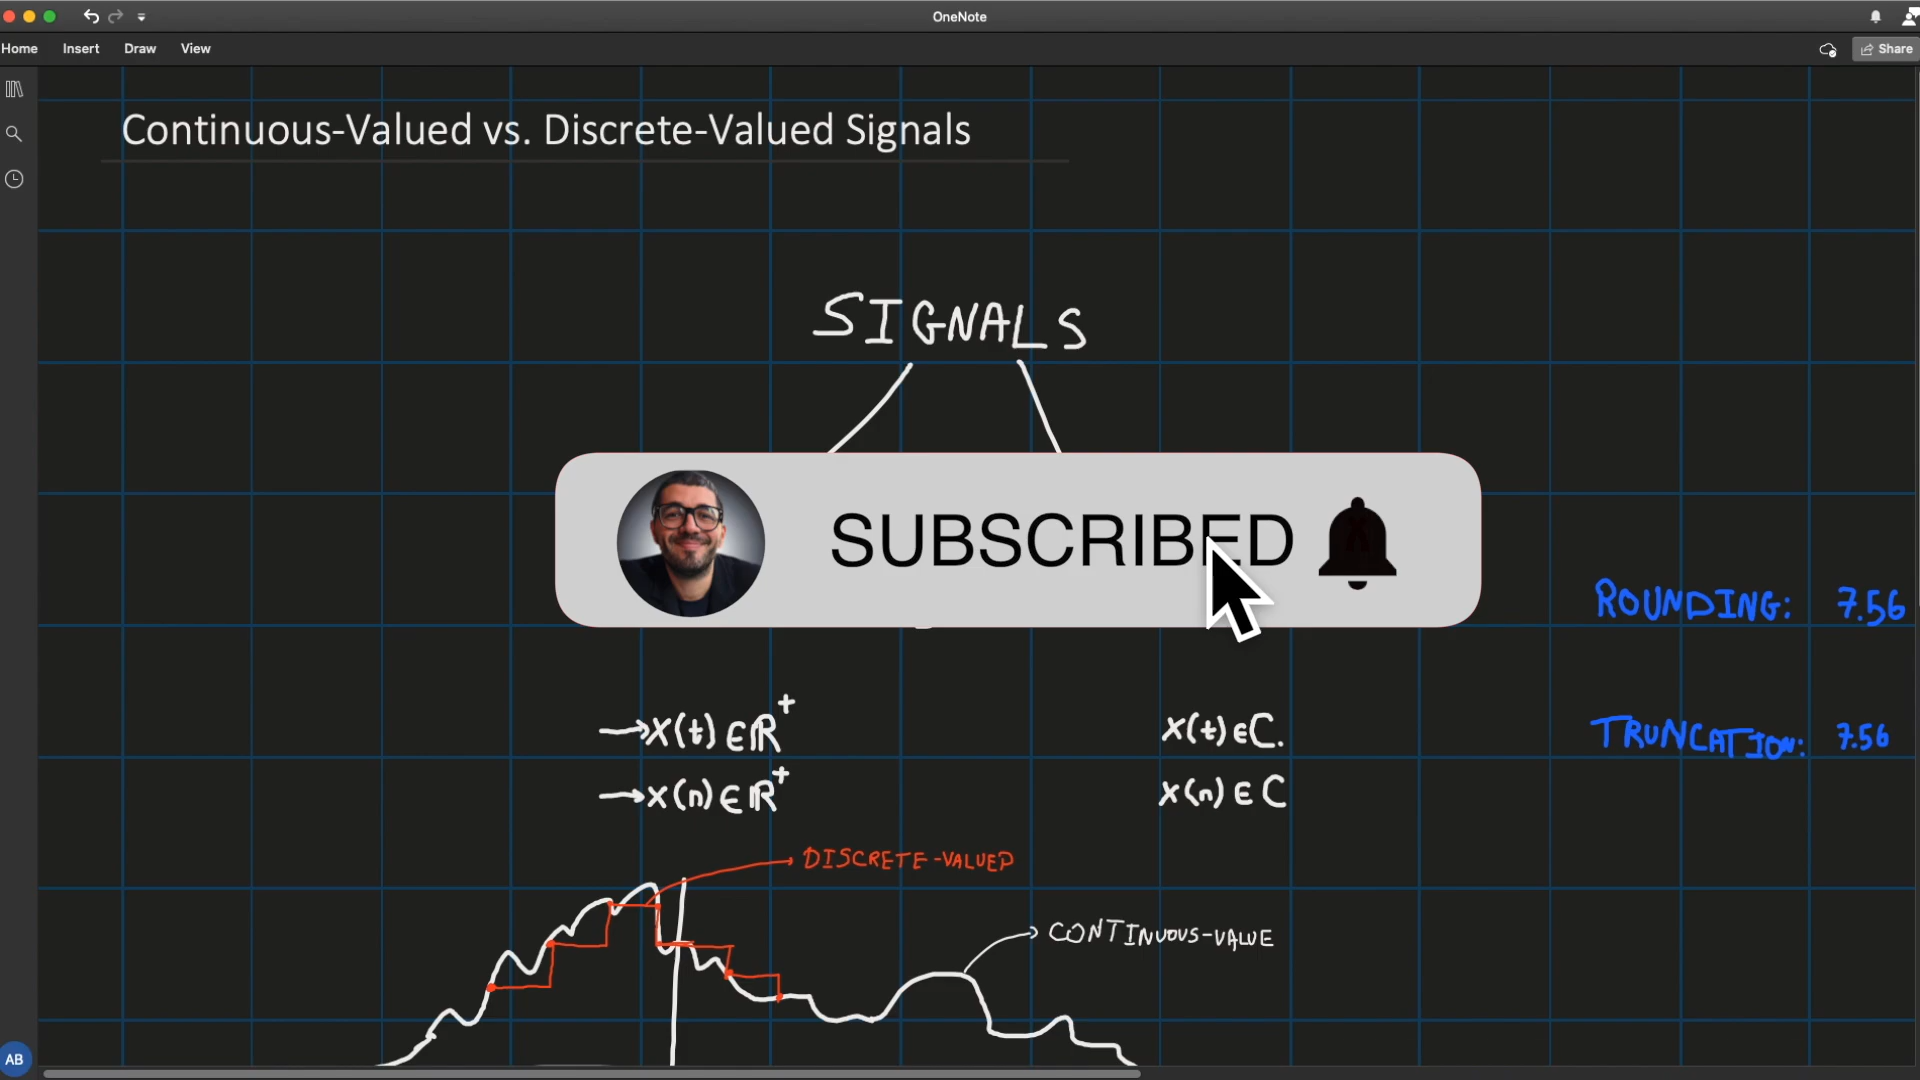 OneNote
Home Insert Draw View
Share
Continuous-Valued vs. Discrete-Valued Signals
SIGNALS
SUBSCRIBED
ROUNDING: 7.56
TRUNCATION: 7.56
→X(t)∈ℝ⁺ X(t)∈C.
→X(n)∈ℝ⁺ X(n)∈C
DISCRETE-VALUED
CONTINUOUS-VALUE
AB